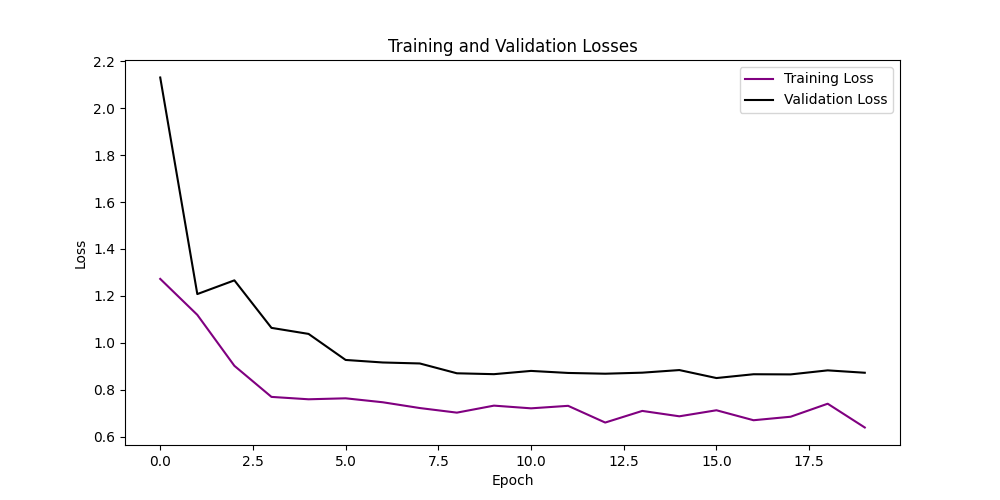 Training and Validation Losses
Training Loss
Validation Loss
Loss
2.2
2.0
1.8
1.6
1.4
1.2
1.0
0.8
0.6
0.0 2.5 5.0 7.5 10.0 12.5 15.0 17.5
Epoch